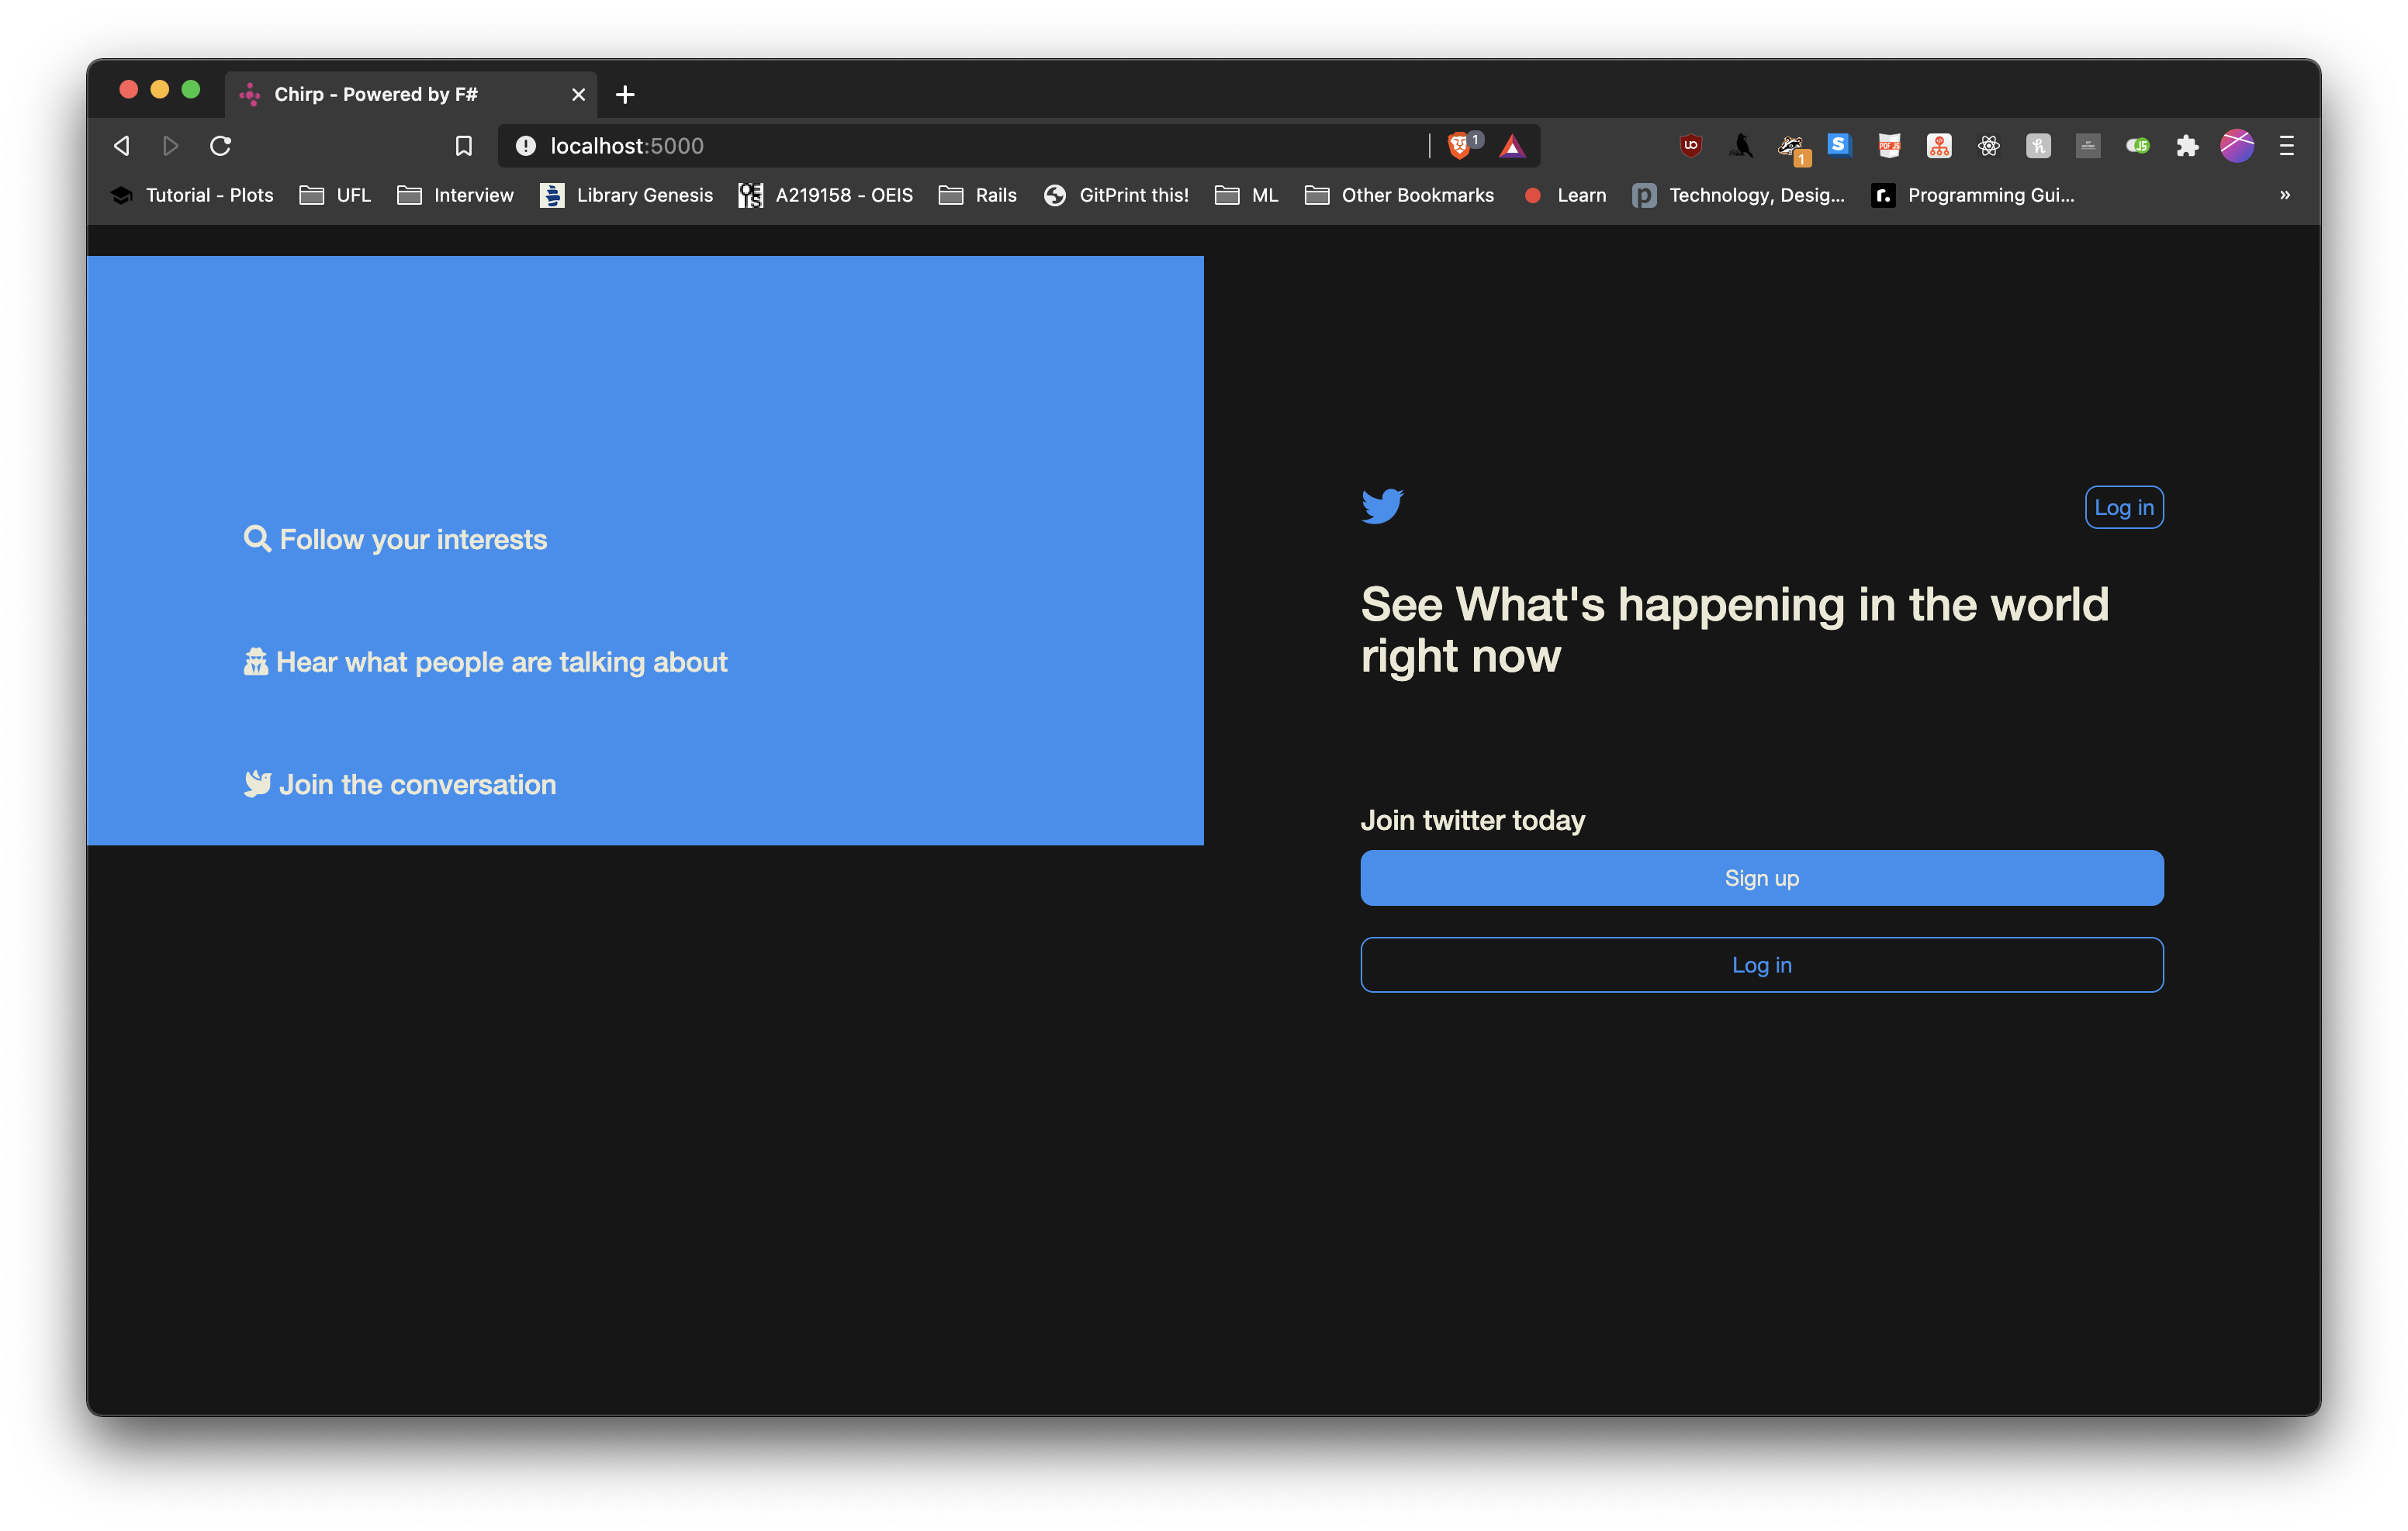 Chirp - Powered by F#
localhost:5000
1
1
Tutorial - Plots UFL Interview Library Genesis A219158 - OEIS Rails GitPrint this! ML Other Bookmarks Learn Technology, Desig... Programming Gui... »
Follow your interests
Hear what people are talking about
Join the conversation
Log in
See What's happening in the world
right now
Join twitter today
Sign up
Log in